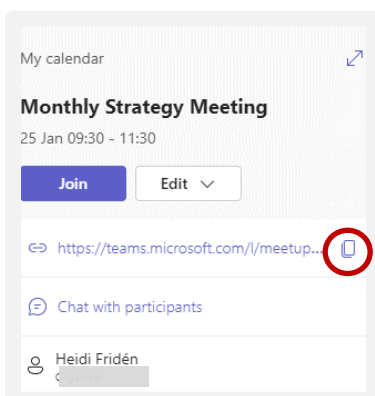 My calendar
Monthly Strategy Meeting
25 Jan 09:30 - 11:30
Join Edit
https://teams.microsoft.com/l/meetup...
Chat with participants
Heidi Fridén